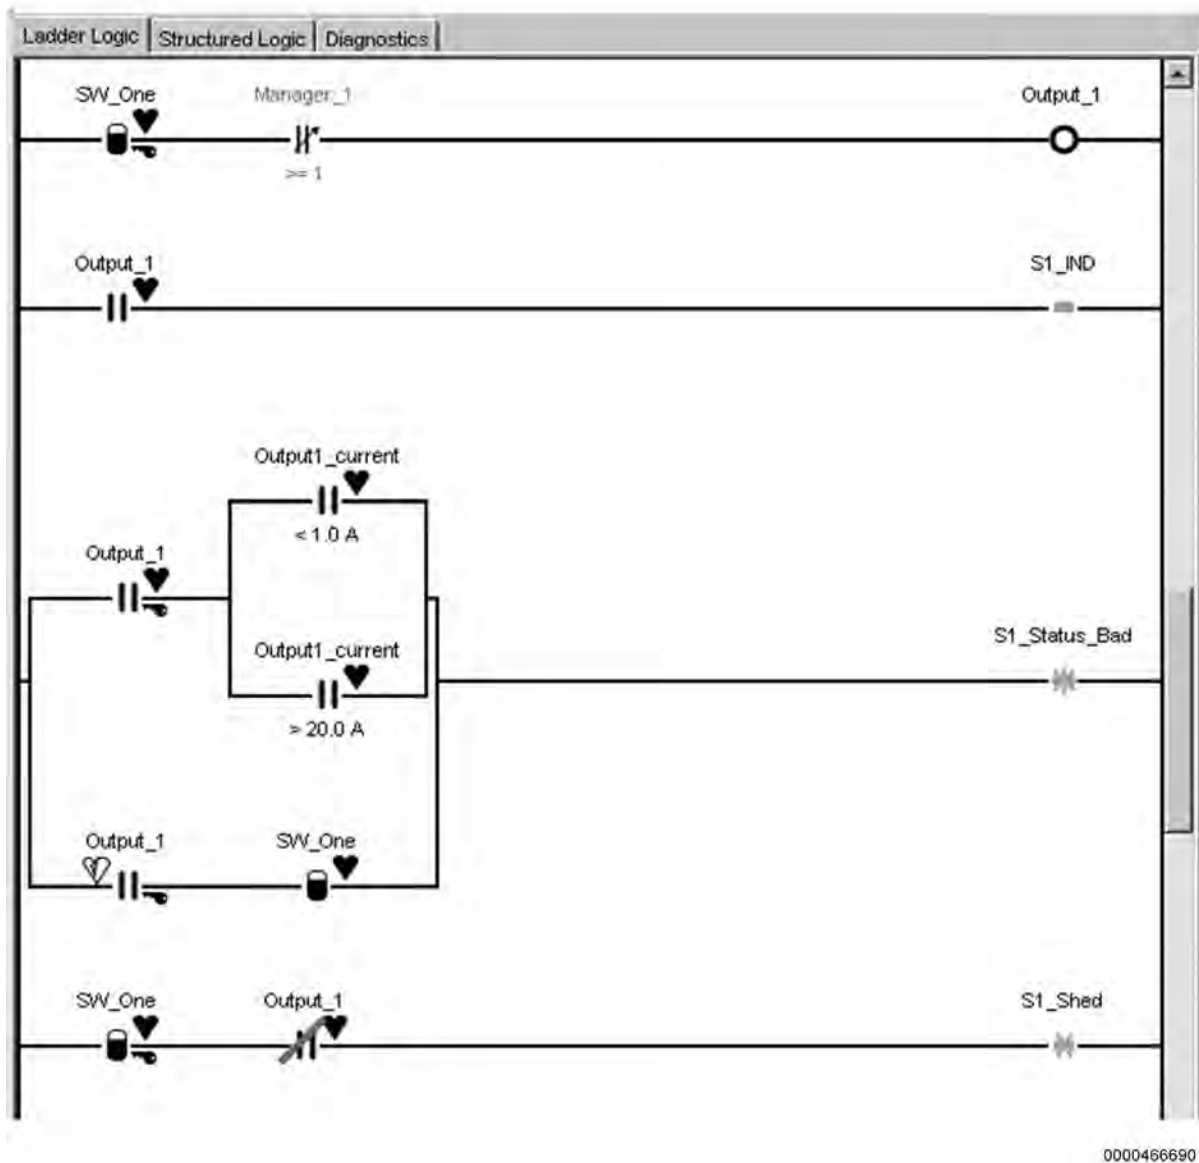 Ladder Logic Structured Logic Diagnostics
SW_One Manager_1 Output_1
>= 1
Output_1 S1_IND
Output1_current
< 1.0 A
Output_1
S1_Status_Bad
Output1_current
> 20.0 A
Output_1 SW_One
SW_One Output_1 S1_Shed
0000466690